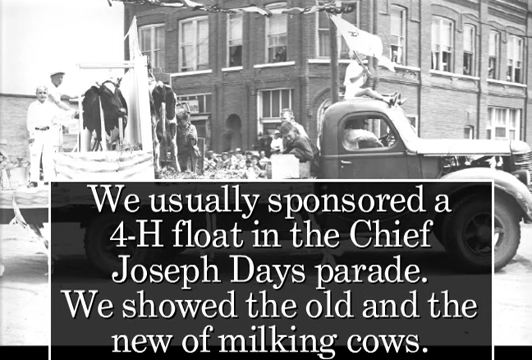 We usually sponsored a
4-H float in the Chief
Joseph Days parade.
We showed the old and the
new of milking cows.